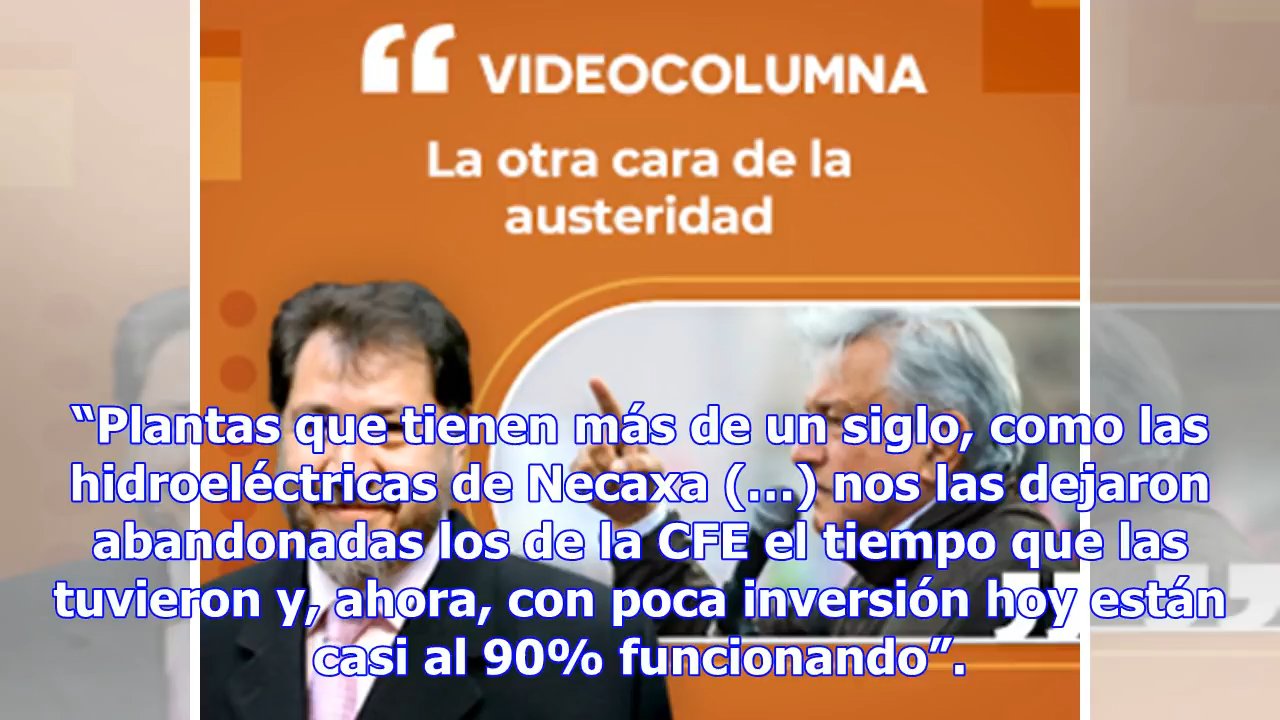 VIDEOCOLUMNA
La otra cara de la
austeridad
“Plantas que tienen más de un siglo, como las
hidroeléctricas de Necaxa (...) nos las dejaron
abandonadas los de la CFE el tiempo que las
tuvieron y, ahora, con poca inversión hoy están
casi al 90% funcionando”.